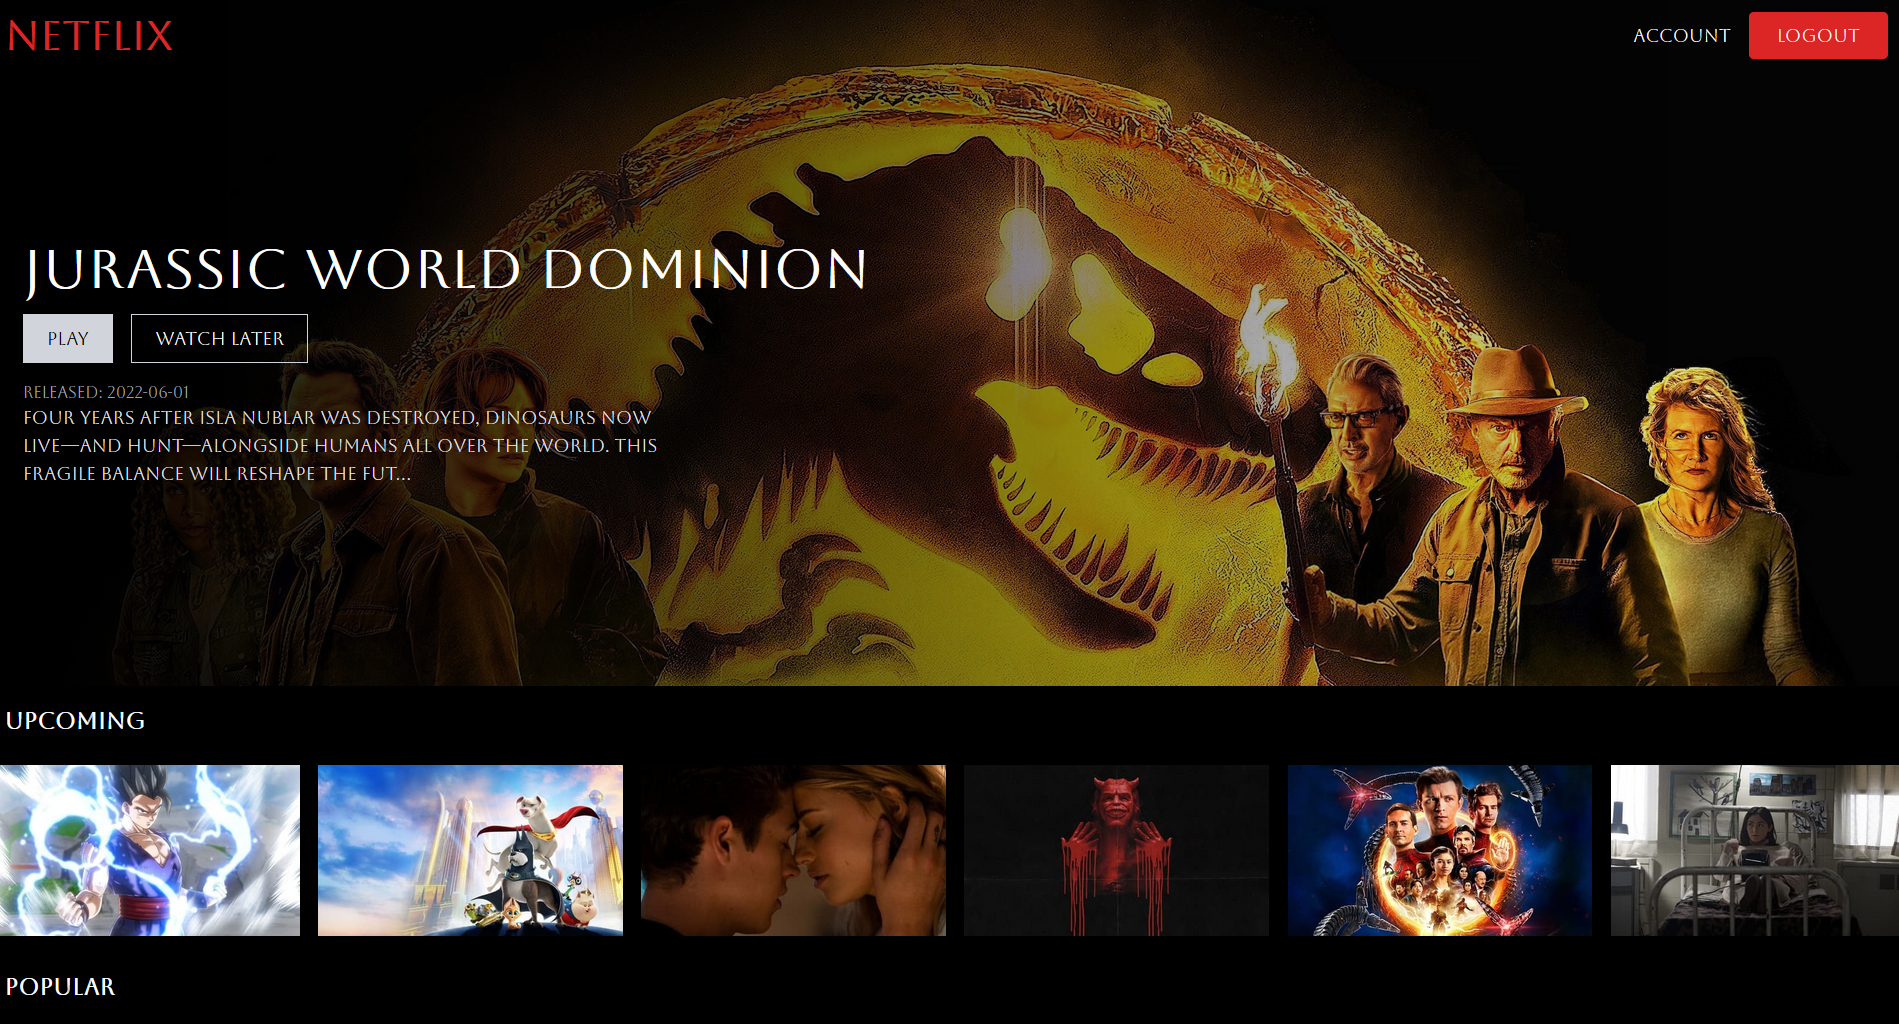 NETFLIX
ACCOUNT
LOGOUT
JURASSIC WORLD DOMINION
PLAY
WATCH LATER
RELEASED: 2022-06-01
FOUR YEARS AFTER ISLA NUBLAR WAS DESTROYED, DINOSAURS NOW
LIVE—AND HUNT—ALONGSIDE HUMANS ALL OVER THE WORLD. THIS
FRAGILE BALANCE WILL RESHAPE THE FUT...
UPCOMING
POPULAR